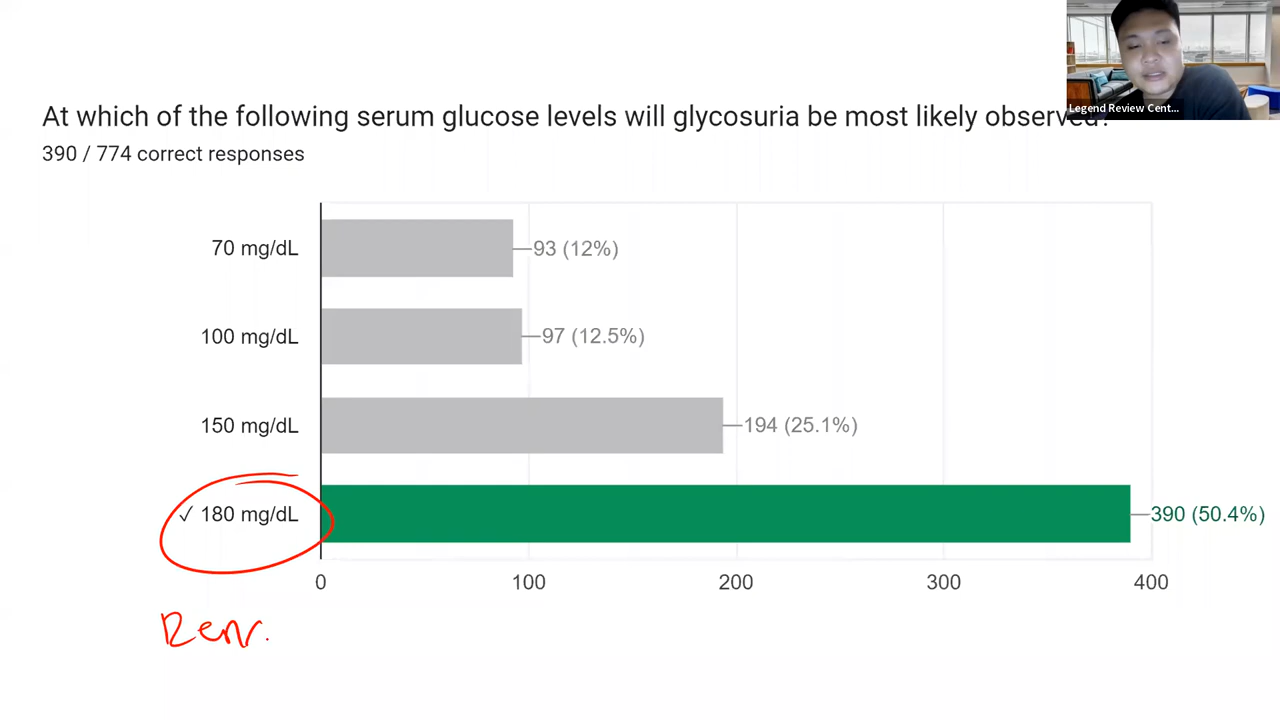 Legend Review Cent...
At which of the following serum glucose levels will glycosuria be most likely observed?
390 / 774 correct responses
70 mg/dL
93 (12%)
100 mg/dL
97 (12.5%)
150 mg/dL
194 (25.1%)
✓ 180 mg/dL
390 (50.4%)
0 100 200 300 400
Renr.